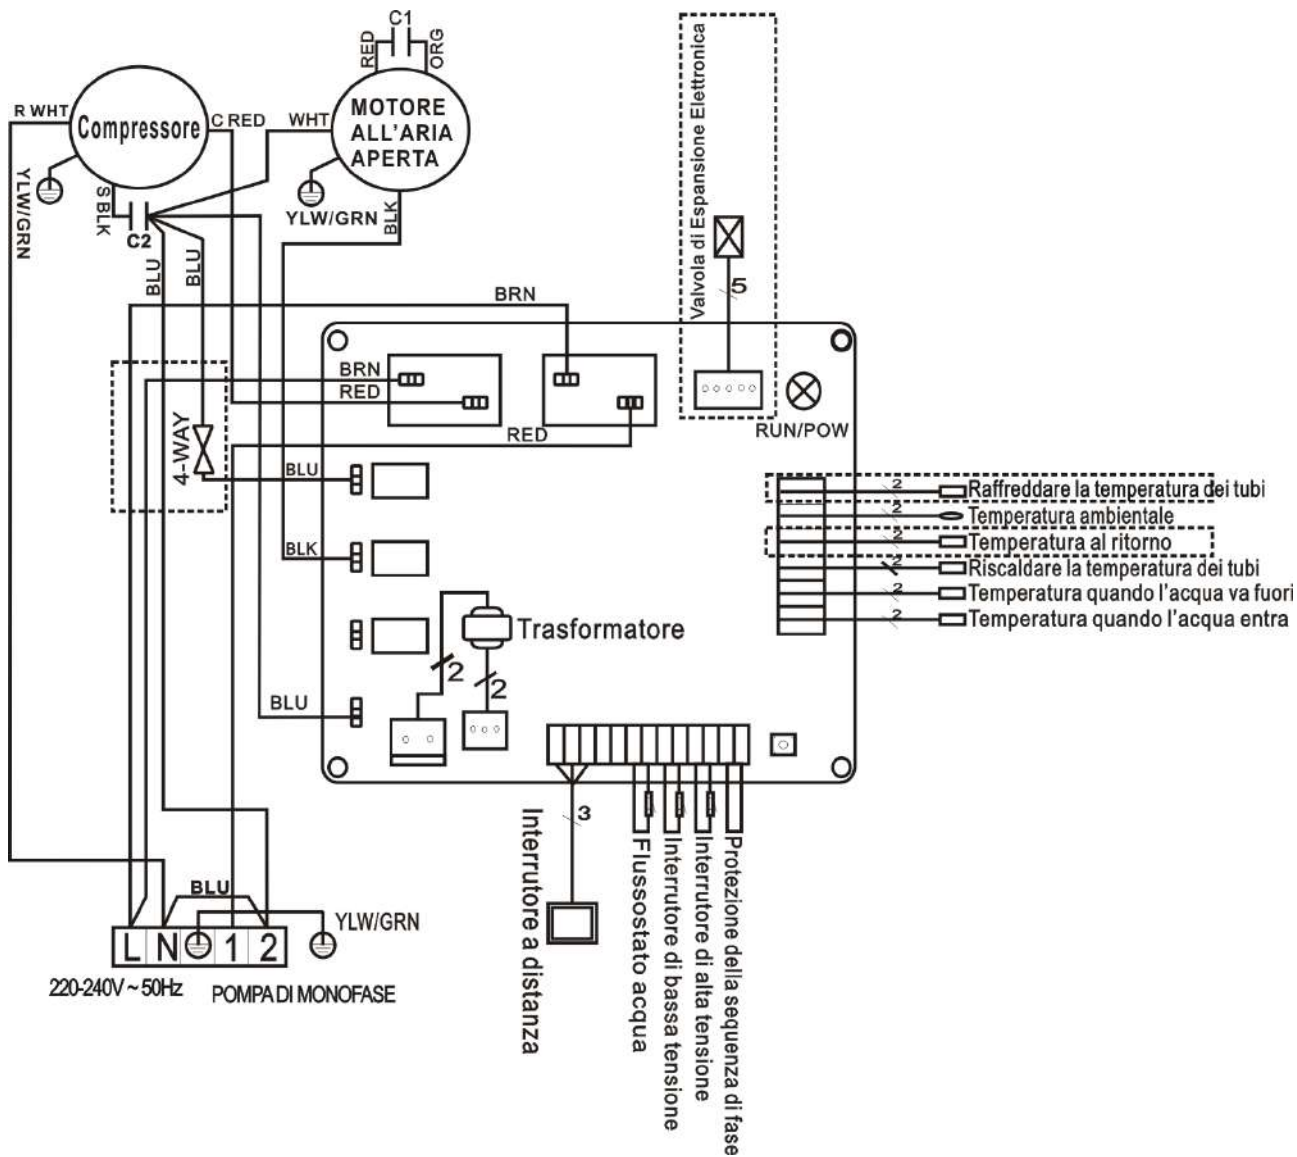 C1
RED
ORG
R WHT
Compressore
C RED
WHT
MOTORE
ALL'ARIA
APERTA
YLW/GRN
S BLK
C2
YLW/GRN
BLK
BLU
BLU
Valvola di Espansione Elettronica
5
BRN
BRN
RED
RED
RUN/POW
4-WAY
BLU
BLK
BLU
Trasformatore
2
2
2
Raffreddare la temperatura dei tubi
2
Temperatura ambientale
2
Temperatura al ritorno
2
Riscaldare la temperatura dei tubi
2
Temperatura quando l'acqua va fuori
2
Temperatura quando l'acqua entra
3
Interrutore a distanza
Flussostato acqua
Interrutore di bassa tensione
Interrutore di alta tensione
Protezione della sequenza di fase
BLU
YLW/GRN
L N 1 2
220-240V ~ 50Hz
POMPA DI MONOFASE